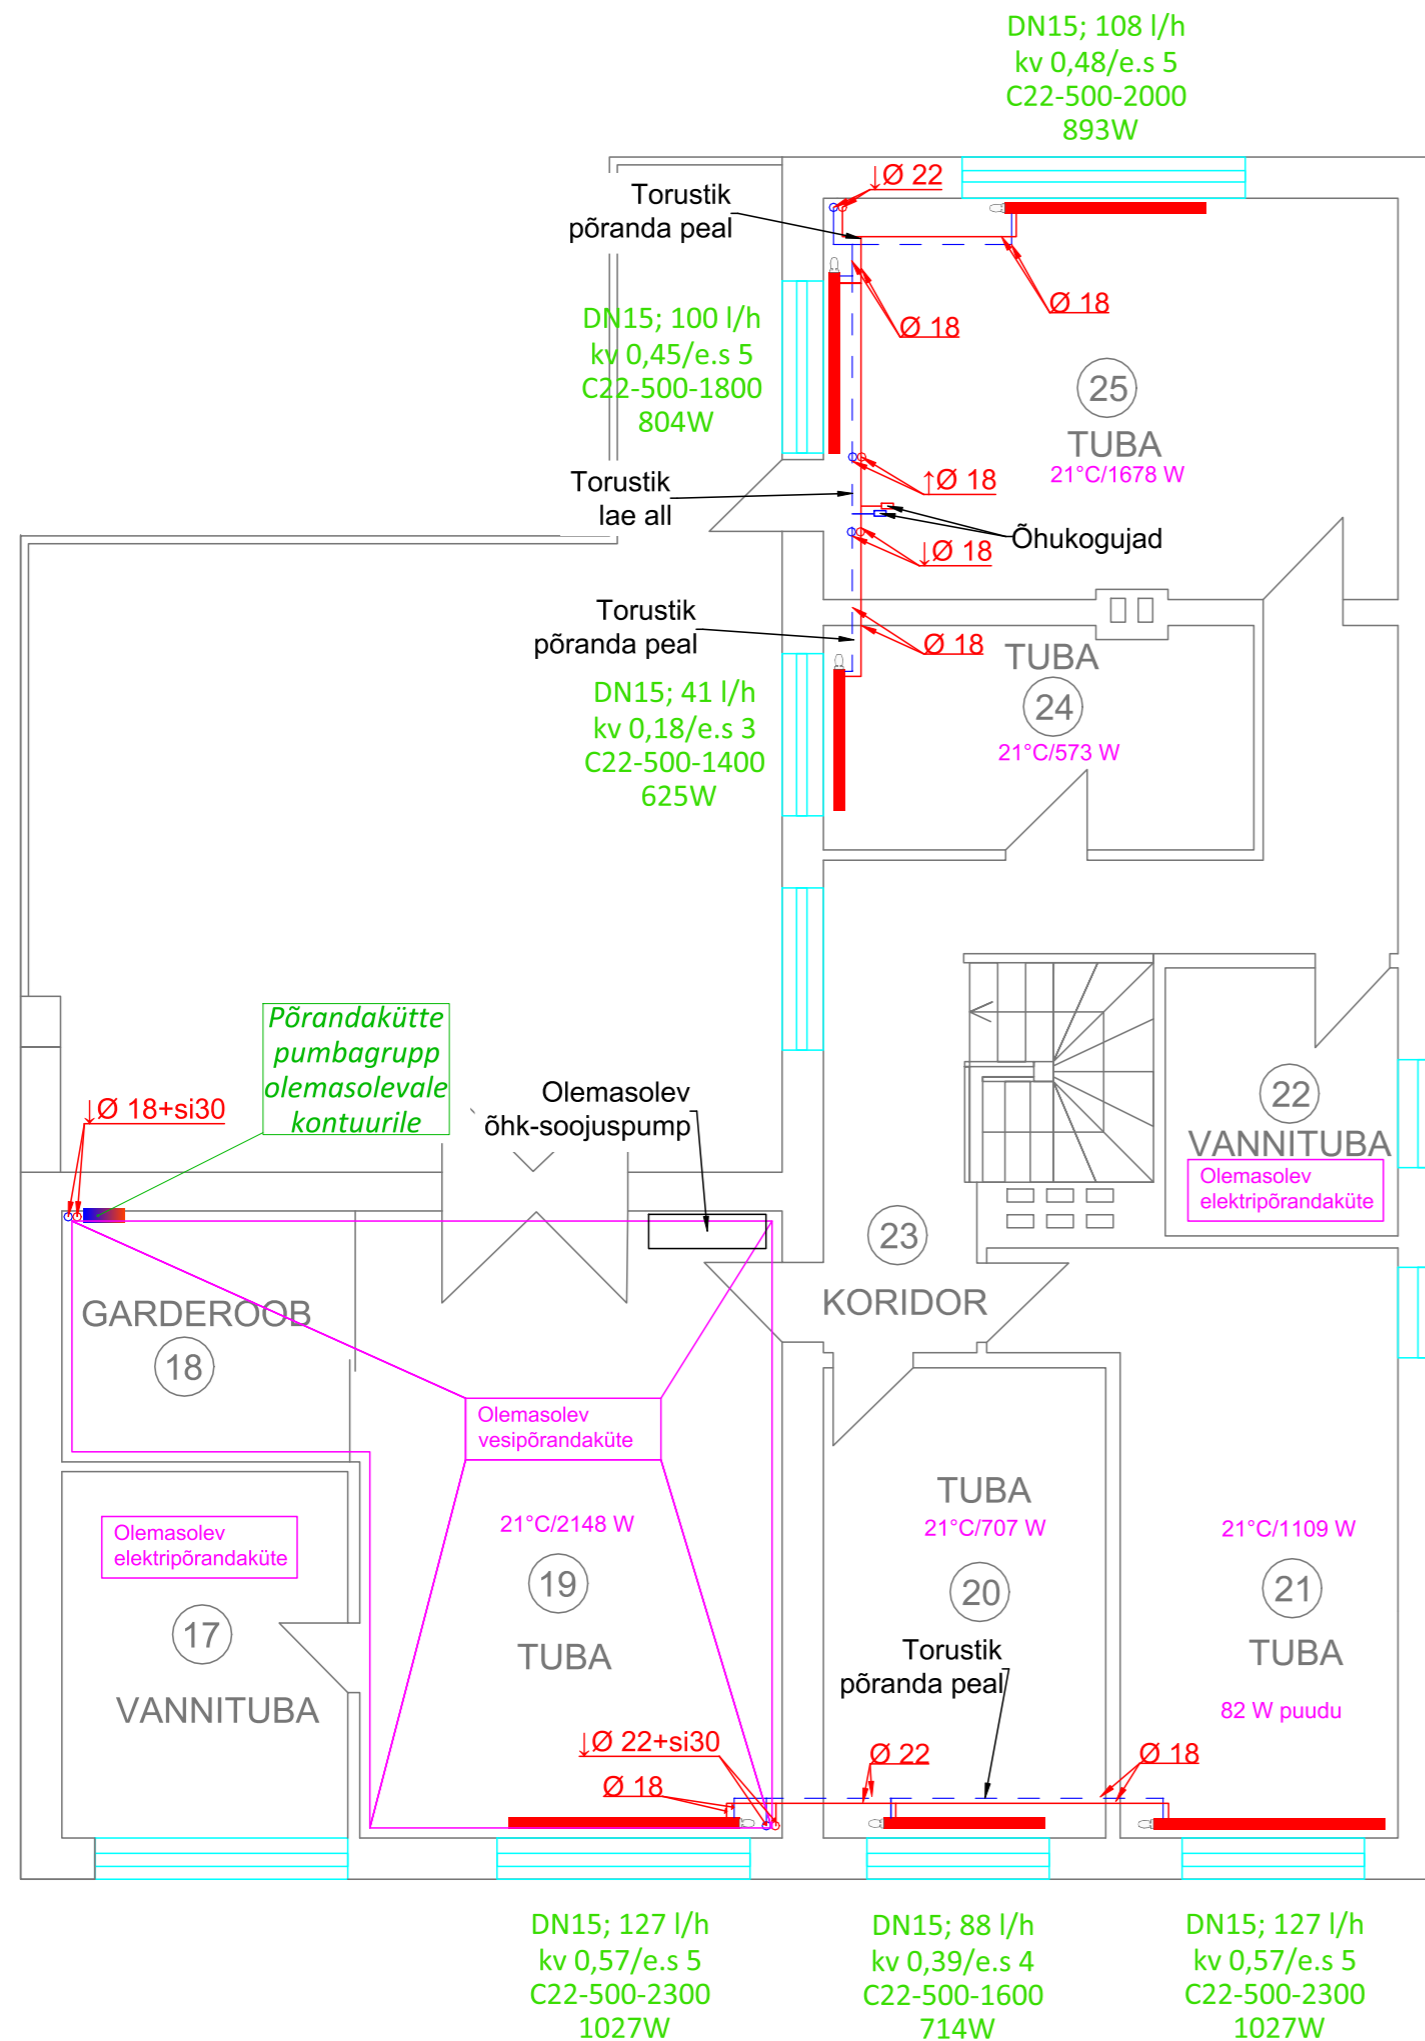 DN15; 108 l/h
kv 0,48/e.s 5
C22-500-2000
893W
↓Ø 22
Torustik
põranda peal
Ø 18
Ø 18
DN15; 100 l/h
kv 0,45/e.s 5
C22-500-1800
804W
25
TUBA
21°C/1678 W
Torustik
lae all
↑Ø 18
Õhukogujad
↓Ø 18
Torustik
põranda peal
Ø 18
TUBA
24
21°C/573 W
DN15; 41 l/h
kv 0,18/e.s 3
C22-500-1400
625W
Põrandakütte
pumbagrupp
olemasolevale
kontuurile
↓Ø 18+si30
Olemasolev
õhk-soojuspump
22
VANNITUBA
Olemasolev
elektripõrandaküte
23
KORIDOR
GARDEROOB
18
Olemasolev
vesipõrandaküte
21°C/2148 W
19
TUBA
Olemasolev
elektripõrandaküte
17
VANNITUBA
TUBA
21°C/707 W
20
21°C/1109 W
21
TUBA
82 W puudu
Torustik
põranda peal
↓Ø 22+si30
Ø 18
Ø 22
Ø 18
DN15; 127 l/h
kv 0,57/e.s 5
C22-500-2300
1027W
DN15; 88 l/h
kv 0,39/e.s 4
C22-500-1600
714W
DN15; 127 l/h
kv 0,57/e.s 5
C22-500-2300
1027W